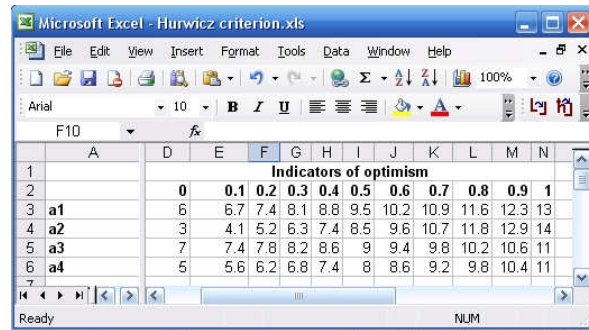 Microsoft Excel - Hurwicz criterion.xls
File Edit View Insert Format Tools Data Window Help
100%
Arial 10 B I U A
F10 fx
A D E F G H I J K L M N
1 Indicators of optimism
2 0 0.1 0.2 0.3 0.4 0.5 0.6 0.7 0.8 0.9 1
3 a1 6 6.7 7.4 8.1 8.8 9.5 10.2 10.9 11.6 12.3 13
4 a2 3 4.1 5.2 6.3 7.4 8.5 9.6 10.7 11.8 12.9 14
5 a3 7 7.4 7.8 8.2 8.6 9 9.4 9.8 10.2 10.6 11
6 a4 5 5.6 6.2 6.8 7.4 8 8.6 9.2 9.8 10.4 11
7
Ready NUM